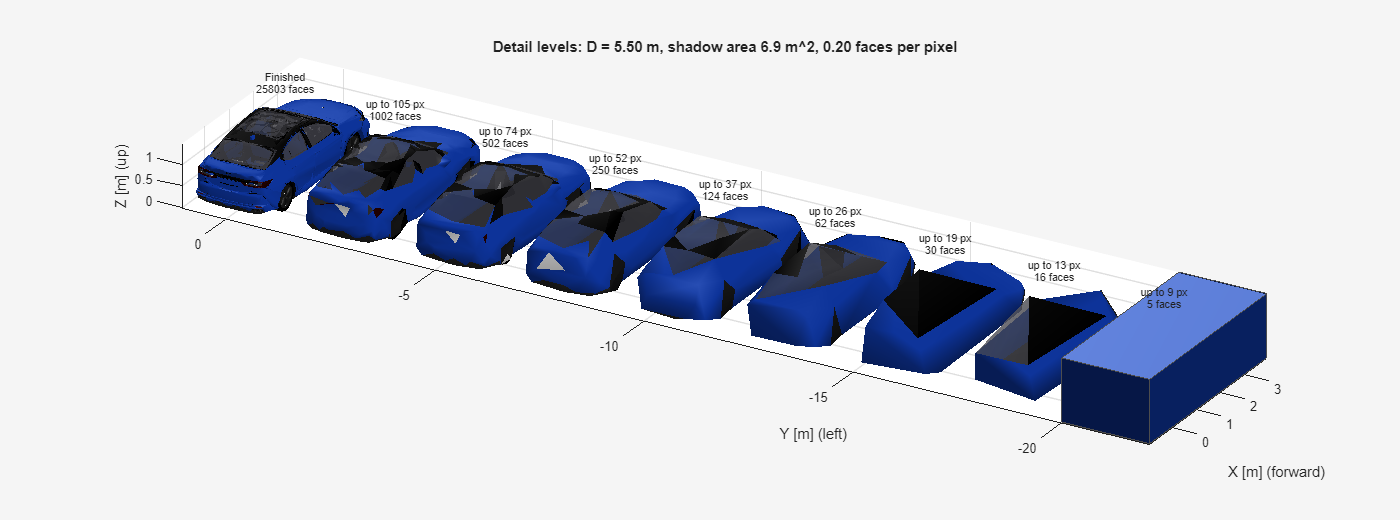 Detail levels: D = 5.50 m, shadow area 6.9 m^2, 0.20 faces per pixel
Finished
25803 faces
up to 105 px
1002 faces
up to 74 px
502 faces
up to 52 px
250 faces
up to 37 px
124 faces
up to 26 px
62 faces
up to 19 px
30 faces
up to 13 px
16 faces
up to 9 px
5 faces
Z [m] (up)
1
0.5
0
0
-5
-10
-15
-20
Y [m] (left)
3
2
1
0
X [m] (forward)